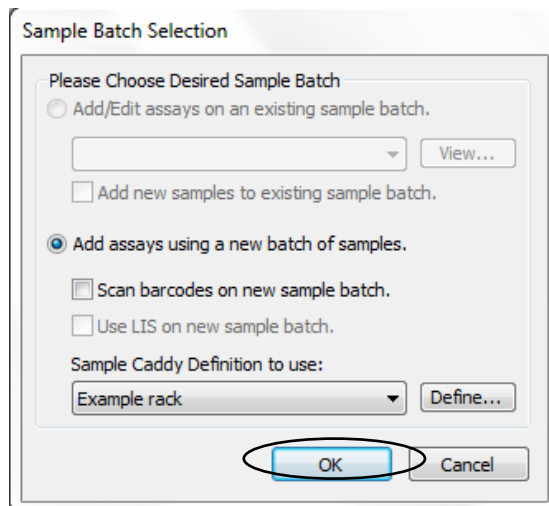 Sample Batch Selection
Please Choose Desired Sample Batch
Add/Edit assays on an existing sample batch.
View...
Add new samples to existing sample batch.
Add assays using a new batch of samples.
Scan barcodes on new sample batch.
Use LIS on new sample batch.
Sample Caddy Definition to use:
Example rack Define...
OK Cancel